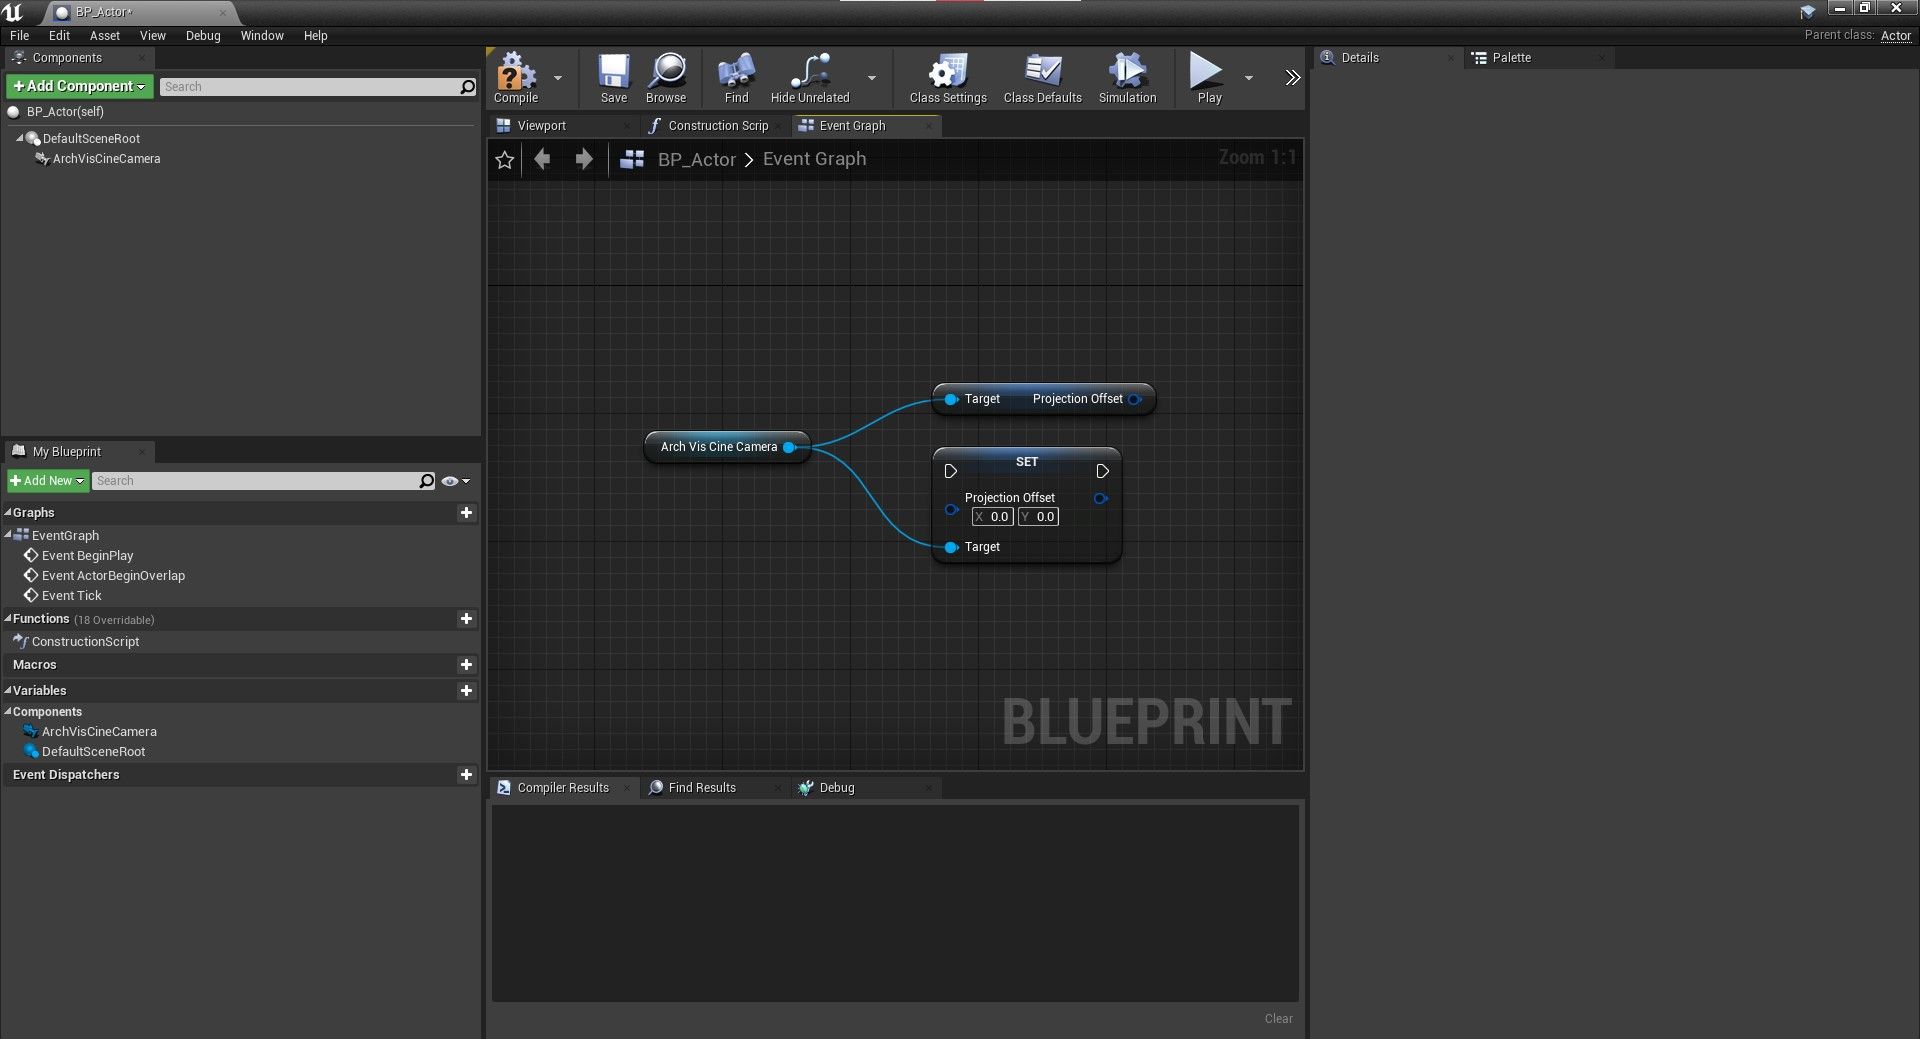 BP_Actor*
File Edit Asset View Debug Window Help
Parent class: Actor
Components
Add Component
Search
BP_Actor(self)
DefaultSceneRoot
ArchVisCineCamera
My Blueprint
Add New
Search
Graphs
EventGraph
Event BeginPlay
Event ActorBeginOverlap
Event Tick
Functions (18 Overridable)
ConstructionScript
Macros
Variables
Components
ArchVisCineCamera
DefaultSceneRoot
Event Dispatchers
Compile Save Browse Find Hide Unrelated Class Settings Class Defaults Simulation Play
Viewport Construction Scrip Event Graph
BP_Actor > Event Graph
Zoom 1:1
Target Projection Offset
Arch Vis Cine Camera
SET
Projection Offset
X 0.0 Y 0.0
Target
BLUEPRINT
Compiler Results Find Results Debug
Clear
Details Palette